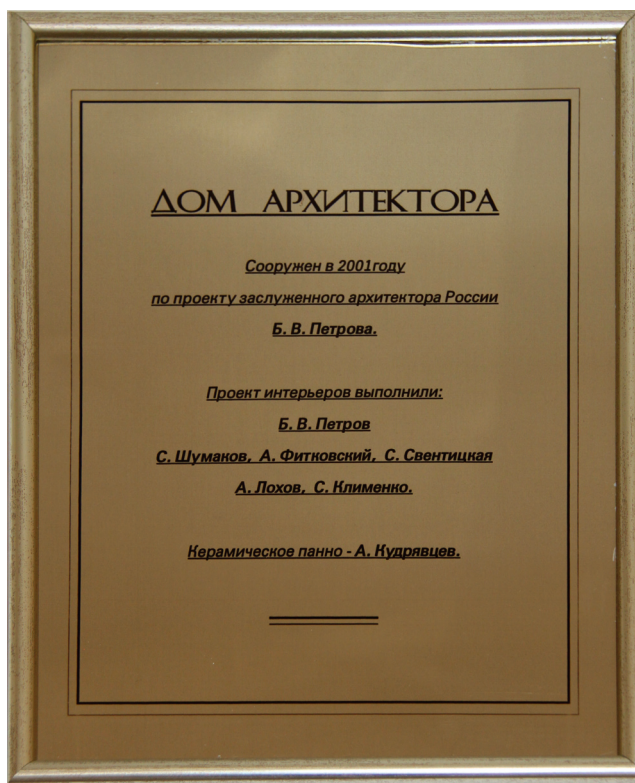 ДОМ АРХИТЕКТОРА
Сооружен в 2001году
по проекту заслуженного архитектора России
Б. В. Петрова.
Проект интерьеров выполнили:
Б. В. Петров
С. Шумаков, А. Фитковский, С. Свентицкая
А. Лохов, С. Клименко.
Керамическое панно - А. Кудрявцев.